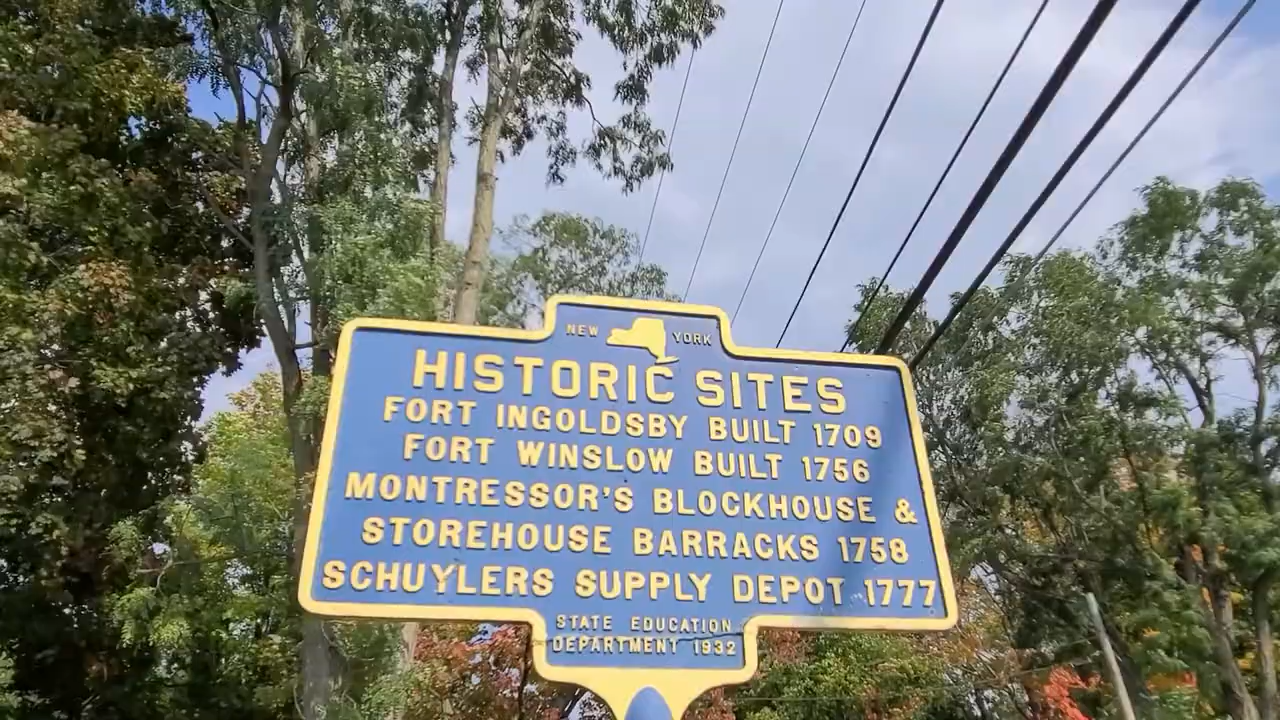 NEW YORK
HISTORIC SITES
FORT INGOLDSBY BUILT 1709
FORT WINSLOW BUILT 1756
MONTRESSOR'S BLOCKHOUSE &
STOREHOUSE BARRACKS 1758
SCHUYLERS SUPPLY DEPOT 1777
STATE EDUCATION
DEPARTMENT 1932